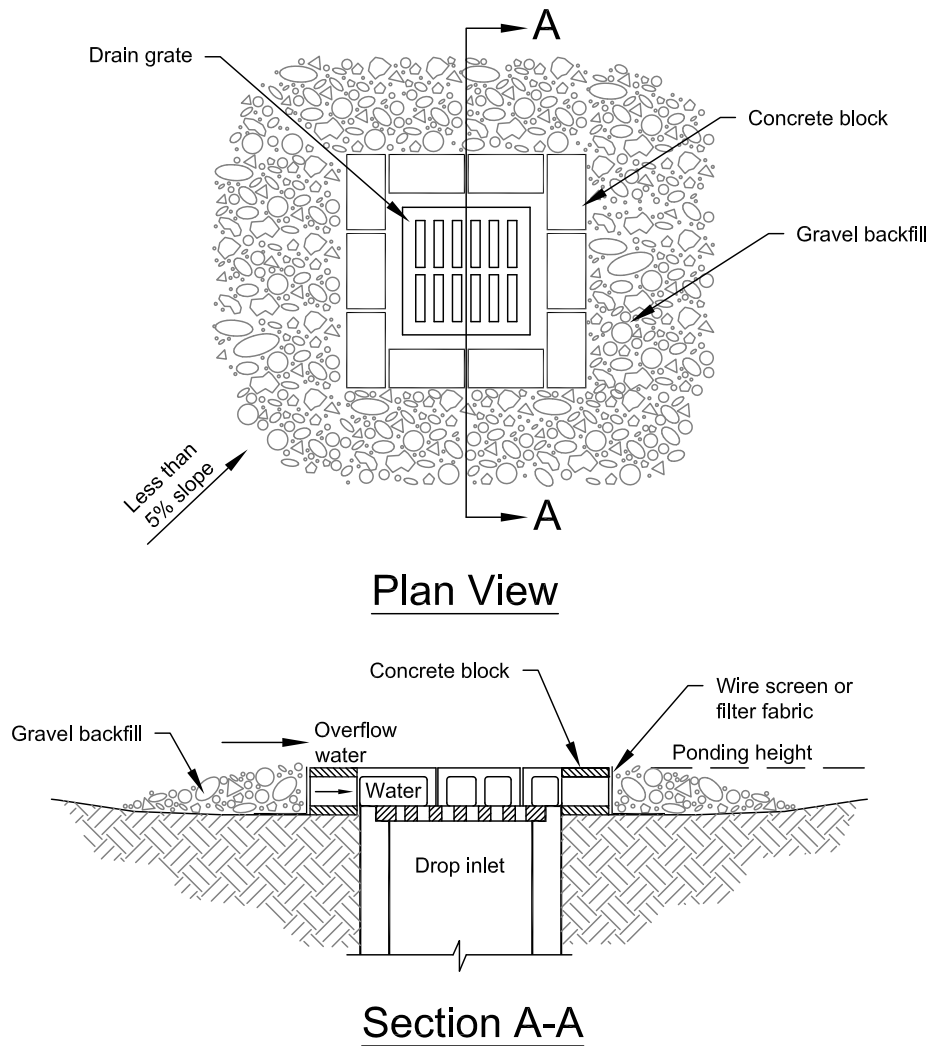 A
Drain grate
Concrete block
Gravel backfill
Less than
5% slope
A
Plan View
Concrete block
Wire screen or
filter fabric
Gravel backfill
Overflow
water
Ponding height
Water
Drop inlet
Section A-A